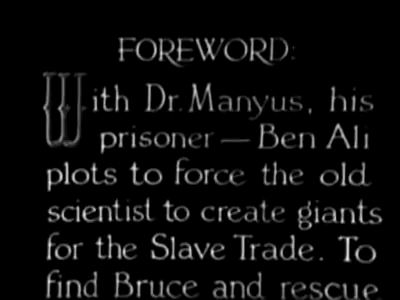 FOREWORD:
With Dr. Manyus, his
prisoner — Ben Ali
plots to force the old
scientist to create giants
for the Slave Trade. To
find Bruce and rescue